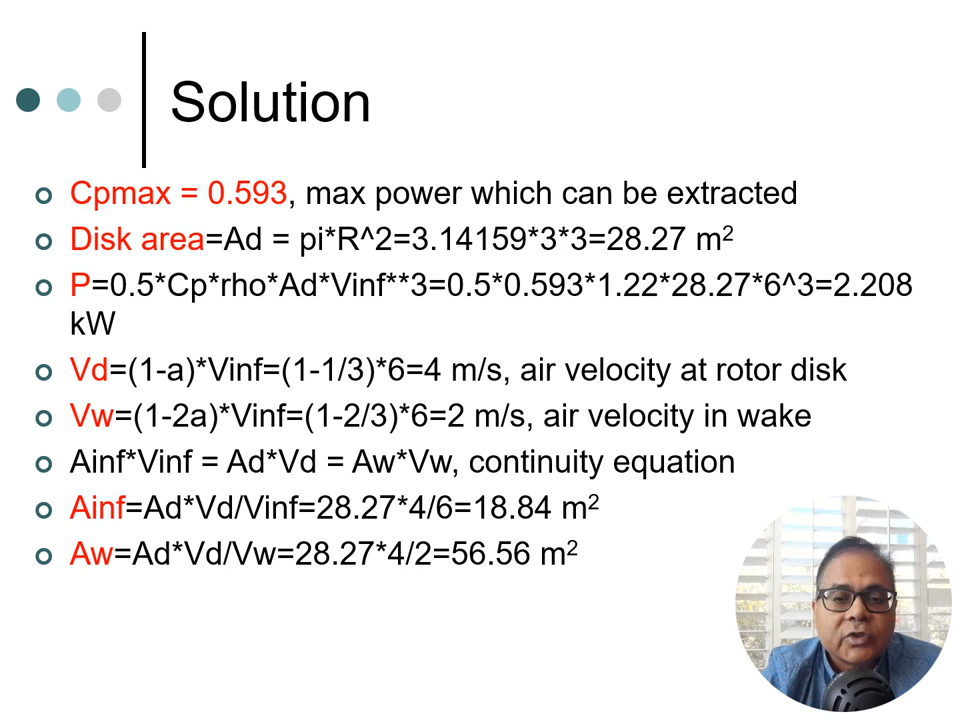 Solution
Cpmax = 0.593, max power which can be extracted
Disk area=Ad = pi*R^2=3.14159*3*3=28.27 m²
P=0.5*Cp*rho*Ad*Vinf**3=0.5*0.593*1.22*28.27*6^3=2.208
kW
Vd=(1-a)*Vinf=(1-1/3)*6=4 m/s, air velocity at rotor disk
Vw=(1-2a)*Vinf=(1-2/3)*6=2 m/s, air velocity in wake
Ainf*Vinf = Ad*Vd = Aw*Vw, continuity equation
Ainf=Ad*Vd/Vinf=28.27*4/6=18.84 m²
Aw=Ad*Vd/Vw=28.27*4/2=56.56 m²